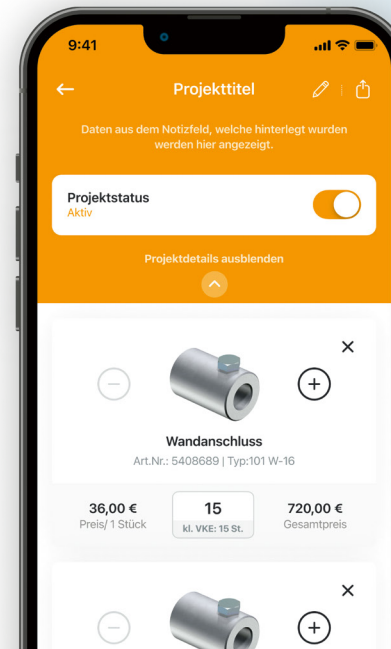 9:41
Projekttitel
Daten aus dem Notizfeld, welche hinterlegt wurden
werden hier angezeigt.
Projektstatus
Aktiv
Projektdetails ausblenden
Wandanschluss
Art.Nr.: 5408689 | Typ:101 W-16
36,00 € 15 720,00 €
Preis/ 1 Stück kl. VKE: 15 St. Gesamtpreis